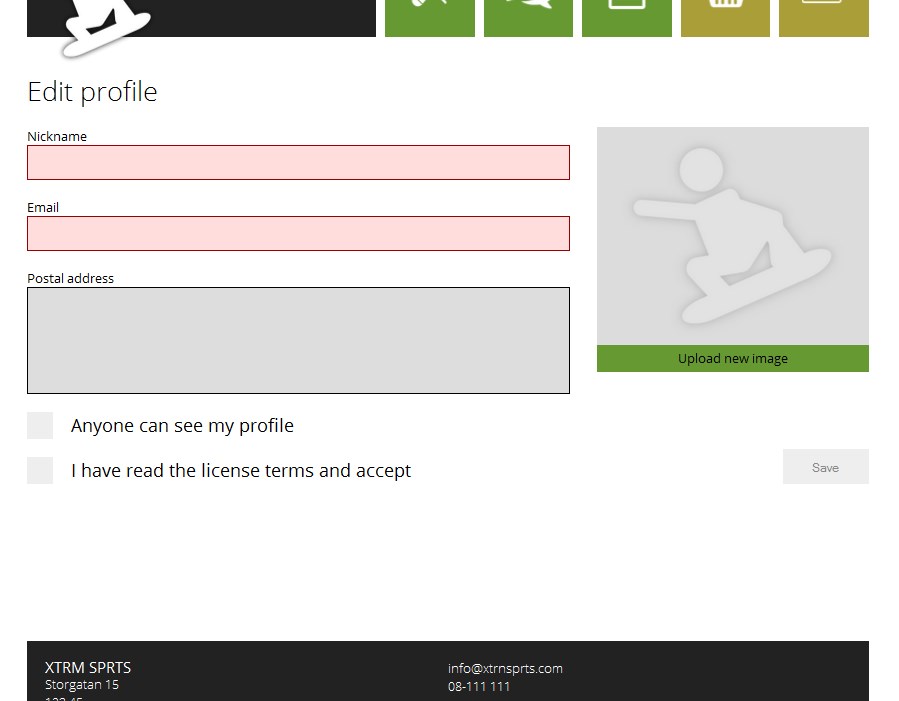 Edit profile
Nickname
Email
Postal address
Upload new image
Anyone can see my profile
I have read the license terms and accept
Save
XTRM SPRTS
Storgatan 15
info@xtrnsprts.com
08-111 111